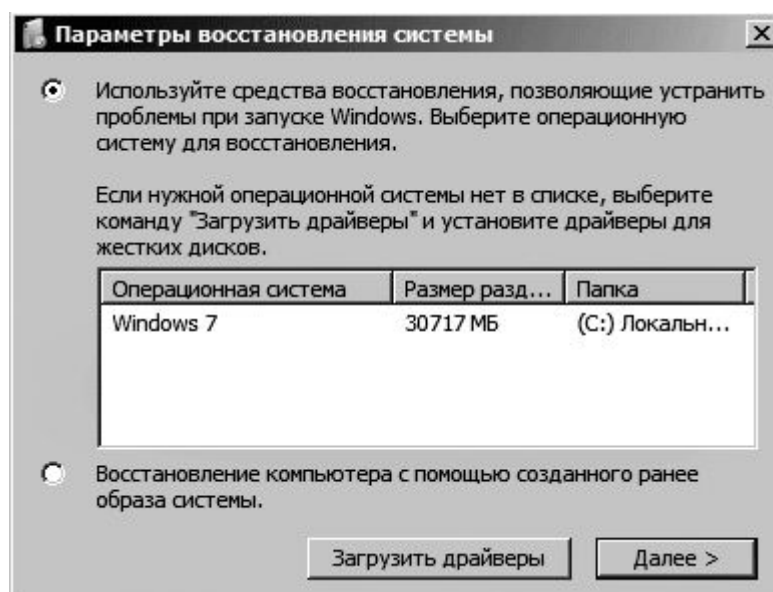 Параметры восстановления системы
Используйте средства восстановления, позволяющие устранить
проблемы при запуске Windows. Выберите операционную
систему для восстановления.
Если нужной операционной системы нет в списке, выберите
команду "Загрузить драйверы" и установите драйверы для
жестких дисков.
Операционная система Размер разд... Папка
Windows 7 30717 МБ (C:) Локальн...
Восстановление компьютера с помощью созданного ранее
образа системы.
Загрузить драйверы Далее >